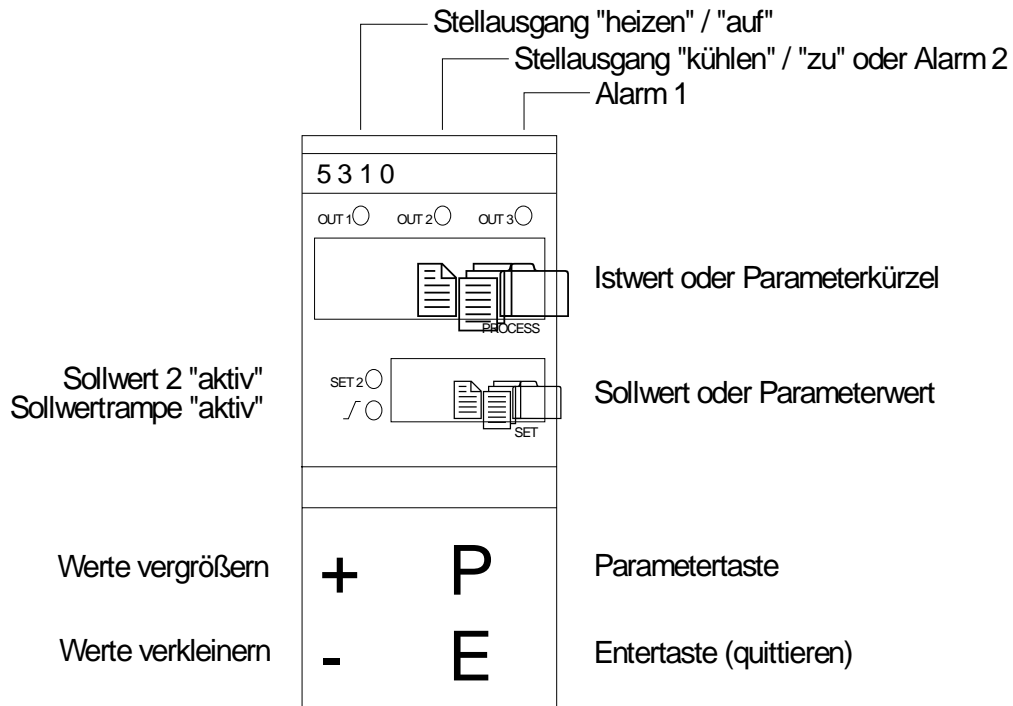 Stellausgang "heizen" / "auf"
Stellausgang "kühlen" / "zu" oder Alarm 2
Alarm 1
5310
OUT 1 OUT 2 OUT 3
Istwert oder Parameterkürzel
PROCESS
Sollwert 2 "aktiv"
Sollwertrampe "aktiv"
SET 2
Sollwert oder Parameterwert
SET
Werte vergrößern + P Parametertaste
Werte verkleinern - E Entertaste (quittieren)